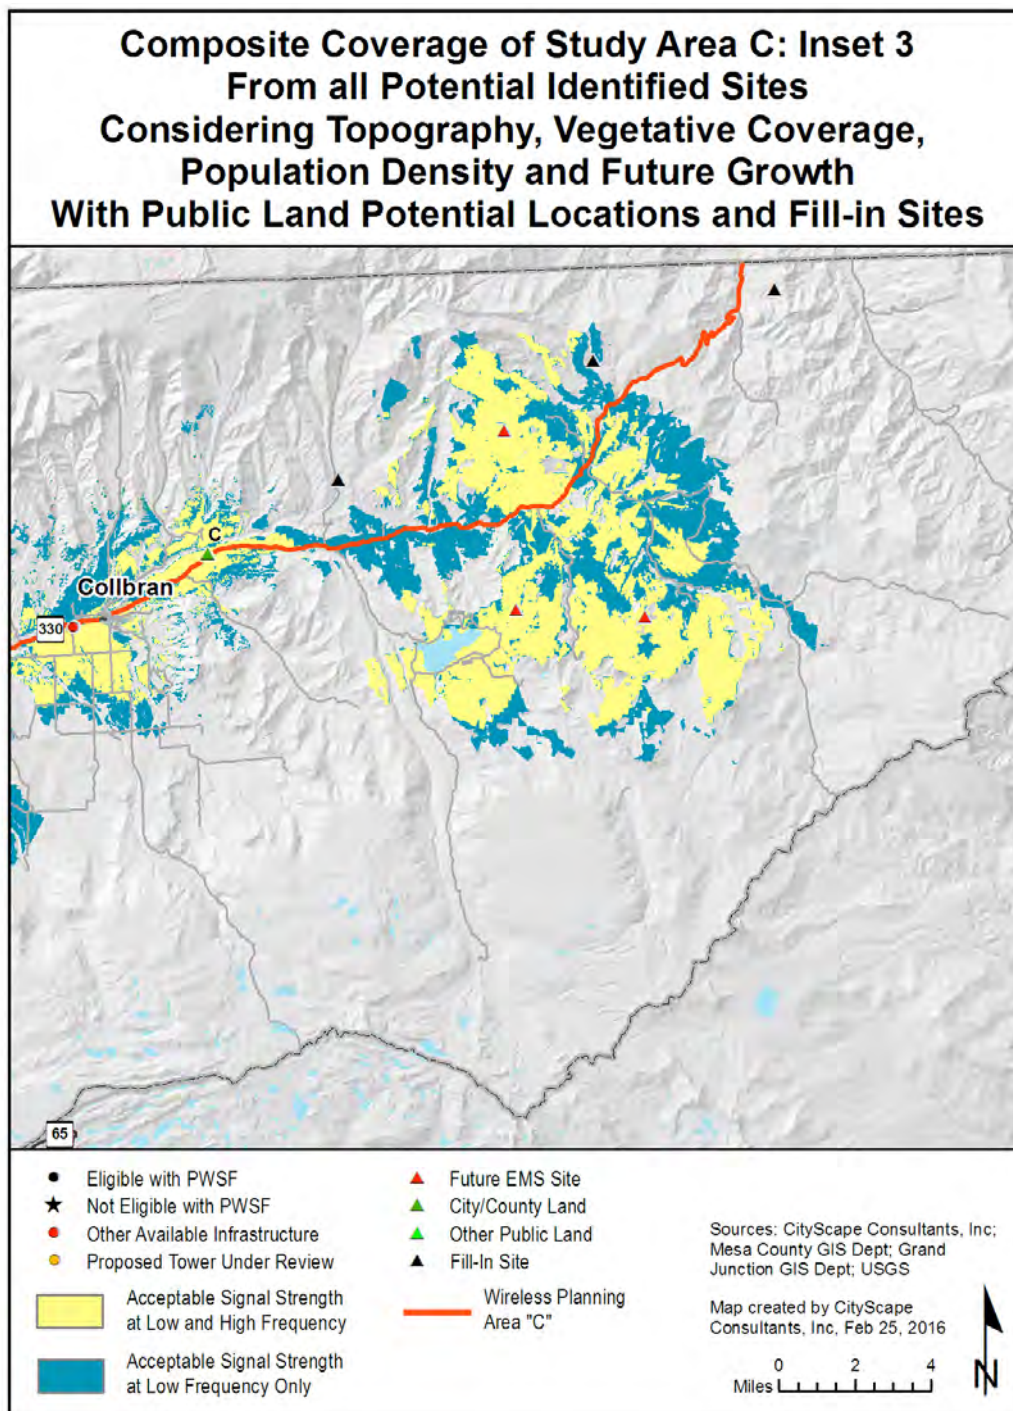 Composite Coverage of Study Area C: Inset 3
From all Potential Identified Sites
Considering Topography, Vegetative Coverage,
Population Density and Future Growth
With Public Land Potential Locations and Fill-in Sites
C
Collbran
330
65
Eligible with PWSF
Not Eligible with PWSF
Other Available Infrastructure
Proposed Tower Under Review
Acceptable Signal Strength
at Low and High Frequency
Acceptable Signal Strength
at Low Frequency Only
Future EMS Site
City/County Land
Other Public Land
Fill-In Site
Wireless Planning
Area "C"
Sources: CityScape Consultants, Inc;
Mesa County GIS Dept; Grand
Junction GIS Dept; USGS
Map created by CityScape
Consultants, Inc, Feb 25, 2016
0 2 4
Miles
N